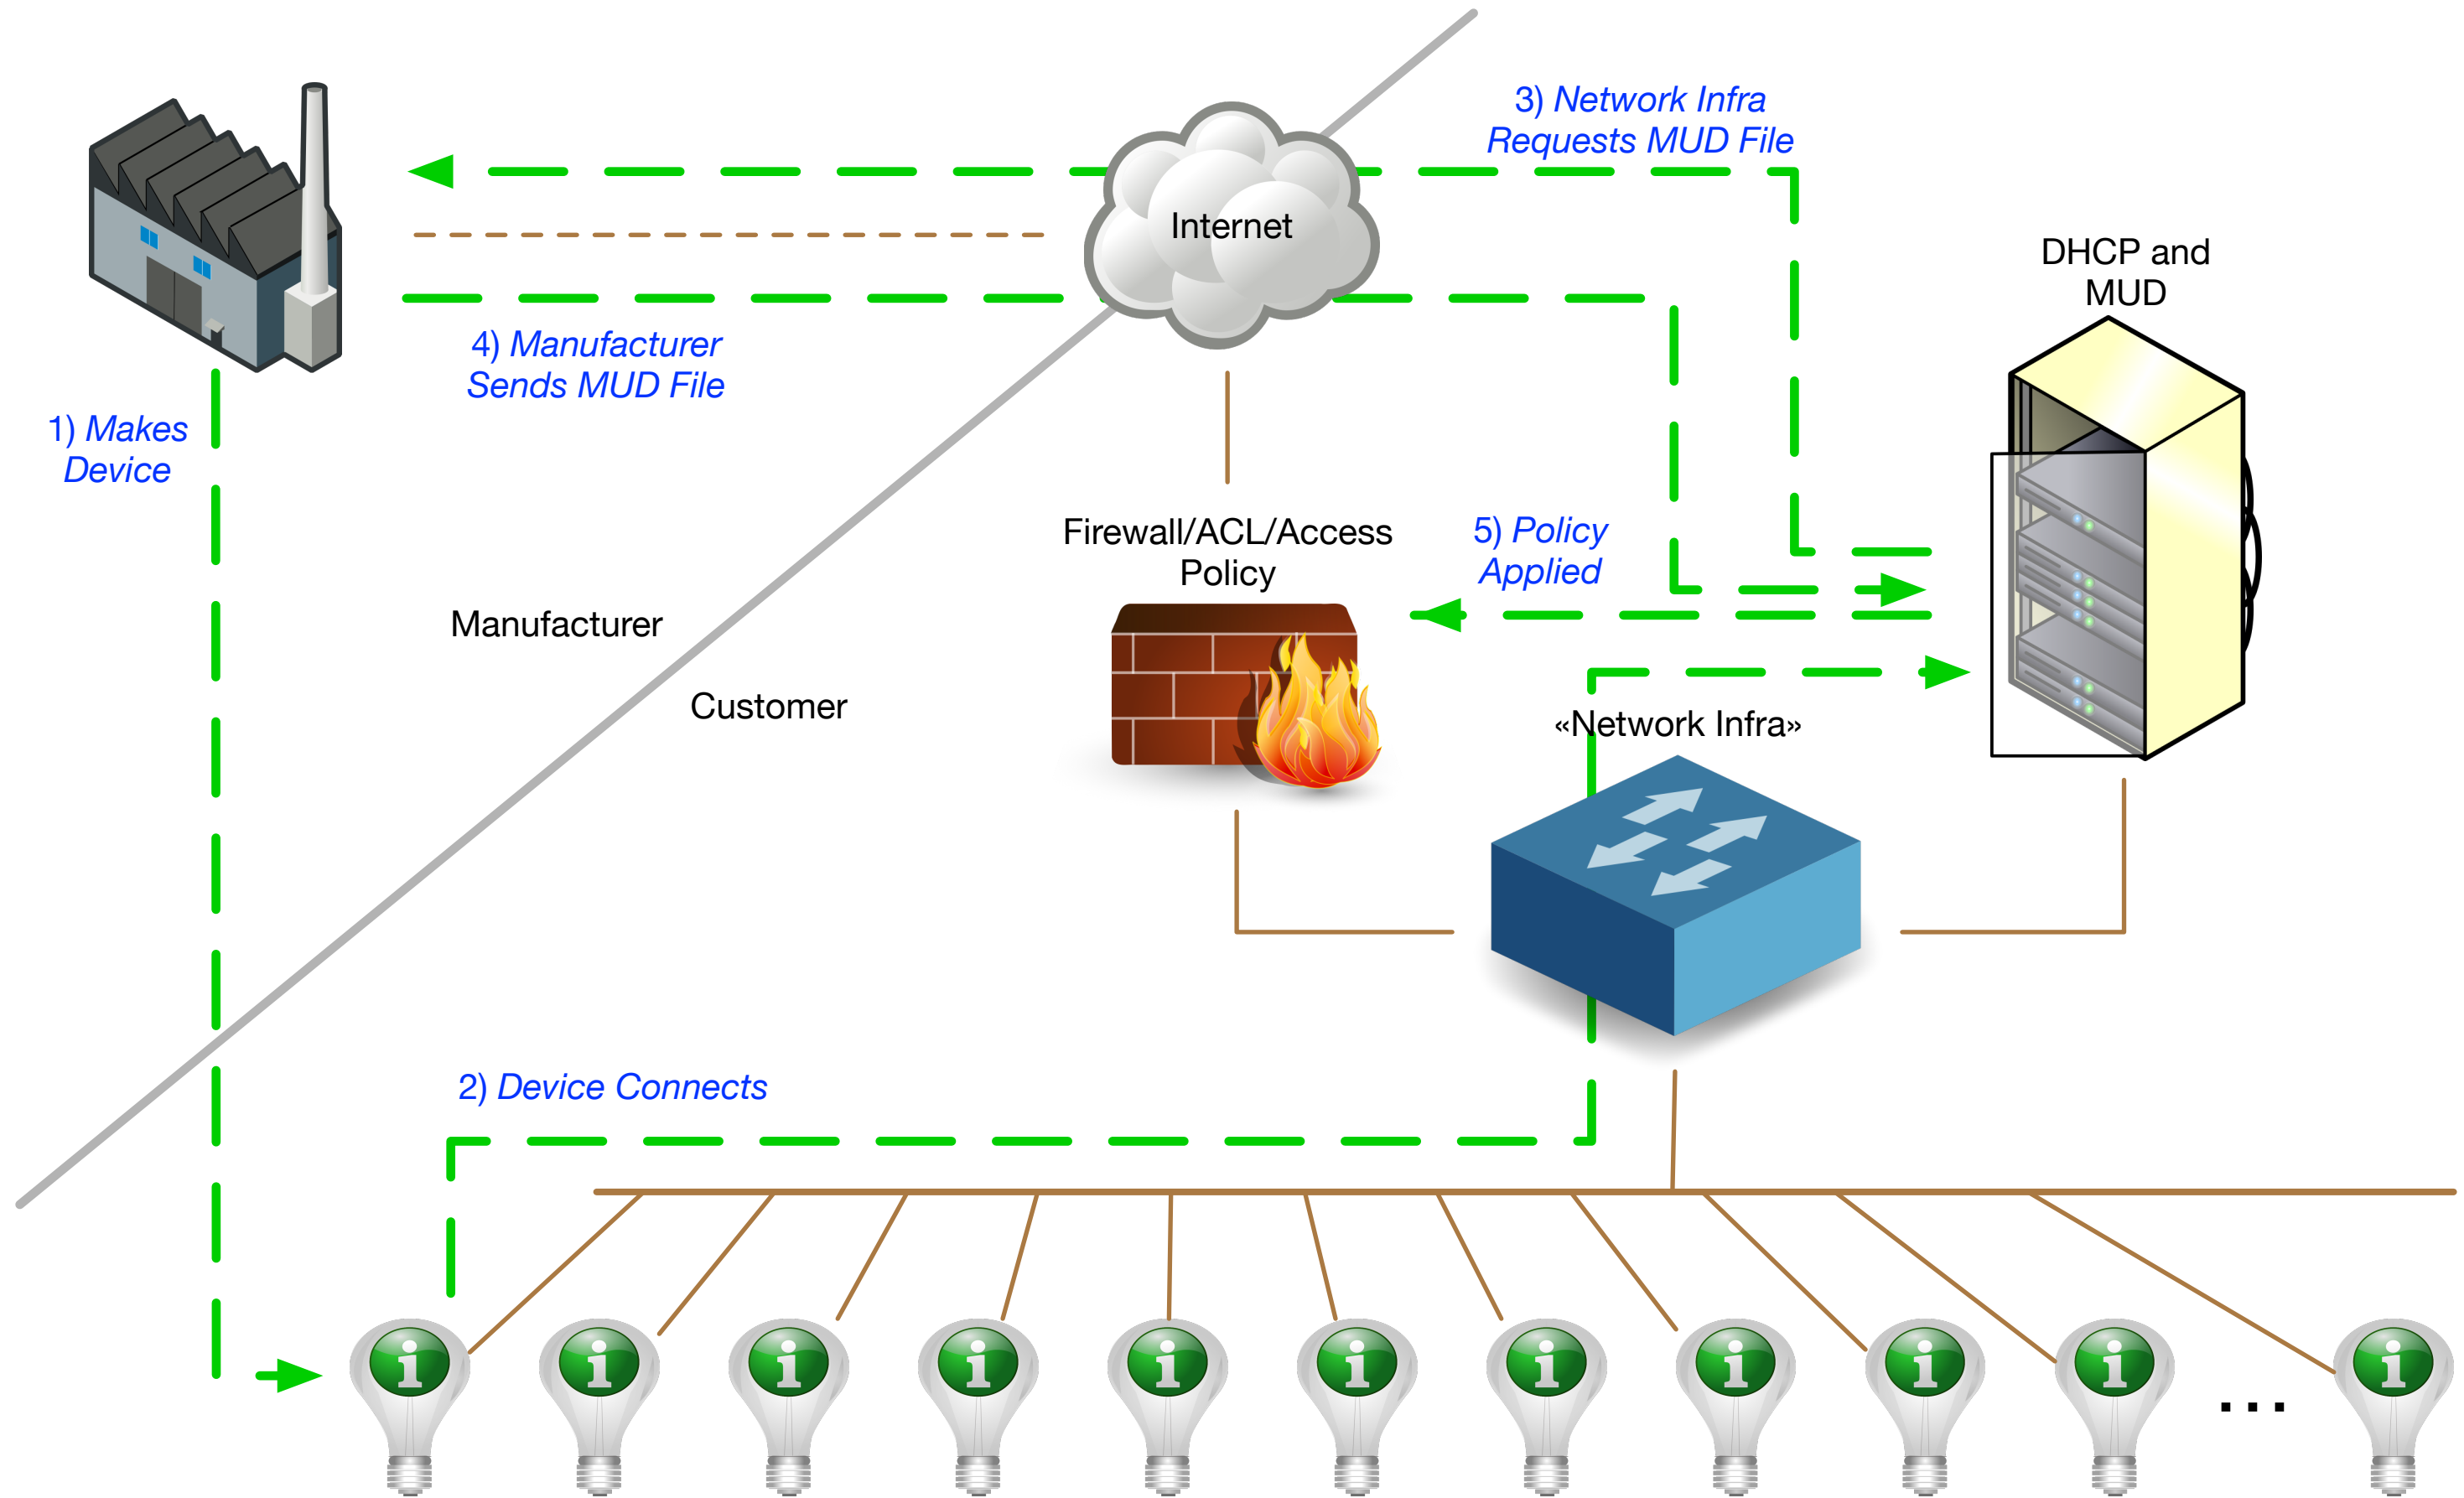 3) Network Infra
Requests MUD File
Internet
DHCP and
MUD
4) Manufacturer
Sends MUD File
1) Makes
Device
Firewall/ACL/Access
Policy
5) Policy
Applied
Manufacturer
Customer
«Network Infra»
2) Device Connects
i i i i i i i i i i ... i